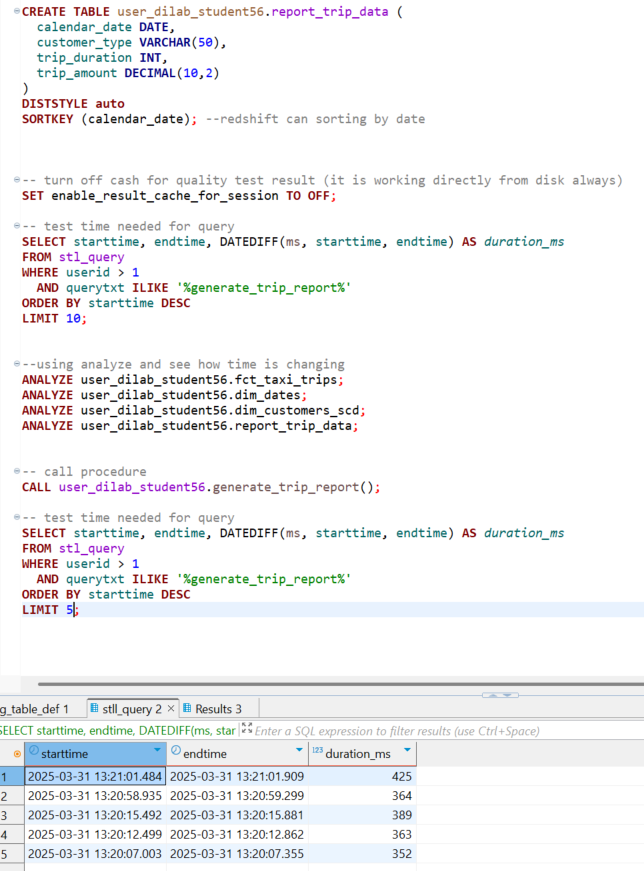 CREATE TABLE user_dilab_student56.report_trip_data (
calendar_date DATE,
customer_type VARCHAR(50),
trip_duration INT,
trip_amount DECIMAL(10,2)
)
DISTSTYLE auto
SORTKEY (calendar_date); --redshift can sorting by date
-- turn off cash for quality test result (it is working directly from disk always)
SET enable_result_cache_for_session TO OFF;
-- test time needed for query
SELECT starttime, endtime, DATEDIFF(ms, starttime, endtime) AS duration_ms
FROM stl_query
WHERE userid > 1
AND querytxt ILIKE '%generate_trip_report%'
ORDER BY starttime DESC
LIMIT 10;
--using analyze and see how time is changing
ANALYZE user_dilab_student56.fct_taxi_trips;
ANALYZE user_dilab_student56.dim_dates;
ANALYZE user_dilab_student56.dim_customers_scd;
ANALYZE user_dilab_student56.report_trip_data;
-- call procedure
CALL user_dilab_student56.generate_trip_report();
-- test time needed for query
SELECT starttime, endtime, DATEDIFF(ms, starttime, endtime) AS duration_ms
FROM stl_query
WHERE userid > 1
AND querytxt ILIKE '%generate_trip_report%'
ORDER BY starttime DESC
LIMIT 5;
g_table_def 1 stll_query 2 Results 3
SELECT starttime, endtime, DATEDIFF(ms, star Enter a SQL expression to filter results (use Ctrl+Space)
starttime endtime 123 duration_ms
1 2025-03-31 13:21:01.484 2025-03-31 13:21:01.909 425
2 2025-03-31 13:20:58.935 2025-03-31 13:20:59.299 364
3 2025-03-31 13:20:15.492 2025-03-31 13:20:15.881 389
4 2025-03-31 13:20:12.499 2025-03-31 13:20:12.862 363
5 2025-03-31 13:20:07.003 2025-03-31 13:20:07.355 352